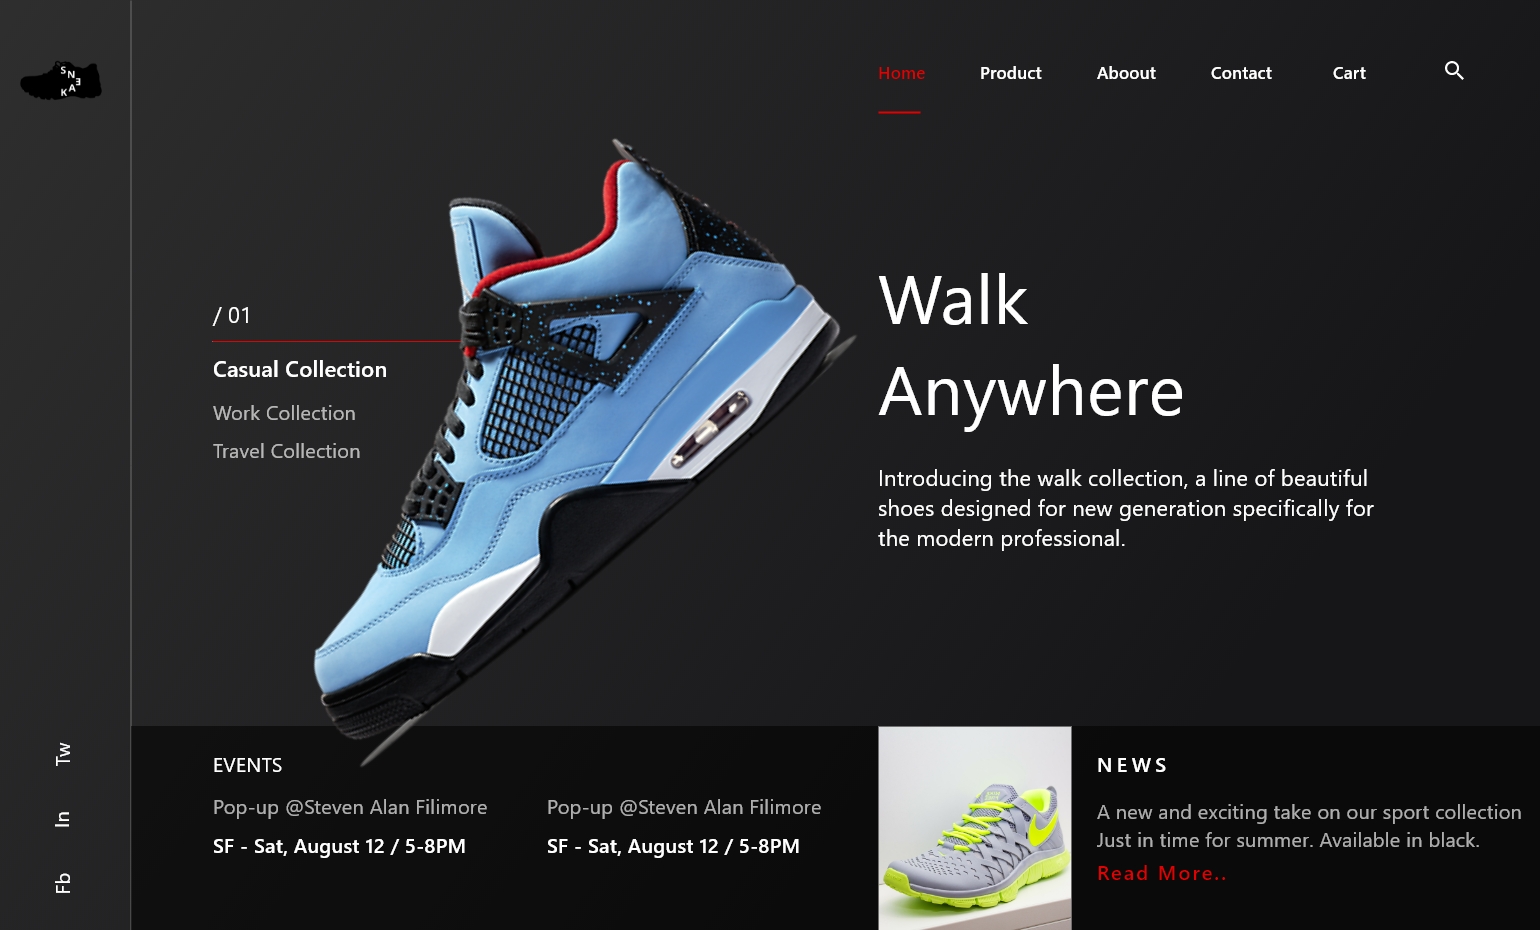 SNEKA
Home Product Aboout Contact Cart
/ 01
Casual Collection
Work Collection
Travel Collection
Walk
Anywhere
Introducing the walk collection, a line of beautiful
shoes designed for new generation specifically for
the modern professional.
Tw
In
Fb
EVENTS
Pop-up @Steven Alan Filimore
SF - Sat, August 12 / 5-8PM
Pop-up @Steven Alan Filimore
SF - Sat, August 12 / 5-8PM
NEWS
A new and exciting take on our sport collection
Just in time for summer. Available in black.
Read More..